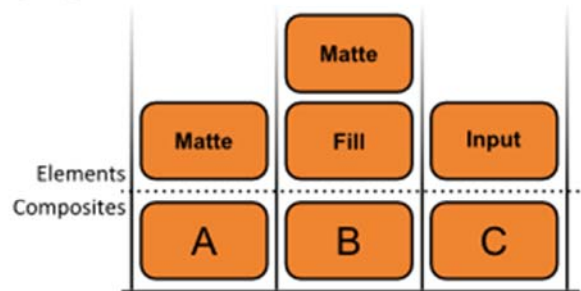 Matte
Matte Fill Input
Elements
Composites
A B C